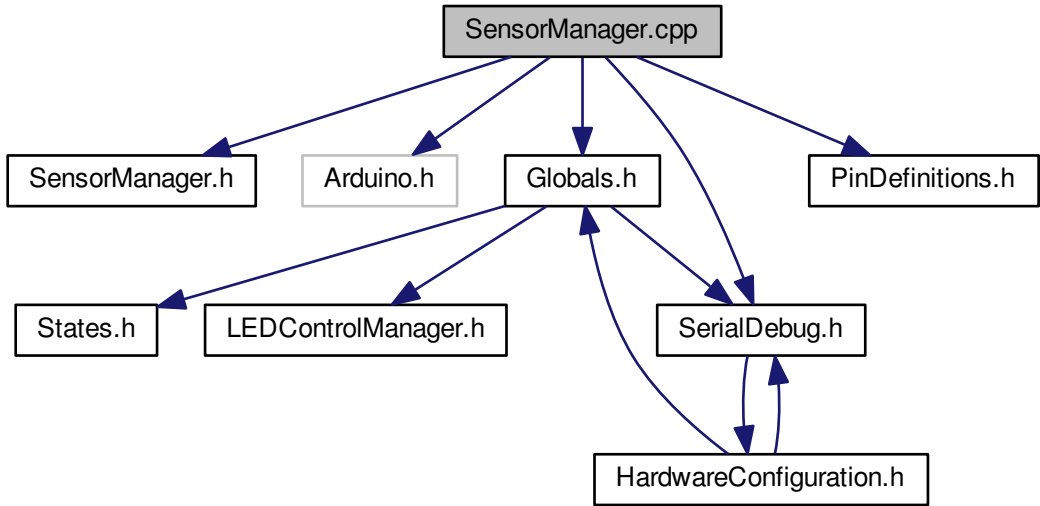 SensorManager.cpp
SensorManager.h
Arduino.h
Globals.h
PinDefinitions.h
States.h
LEDControlManager.h
SerialDebug.h
HardwareConfiguration.h